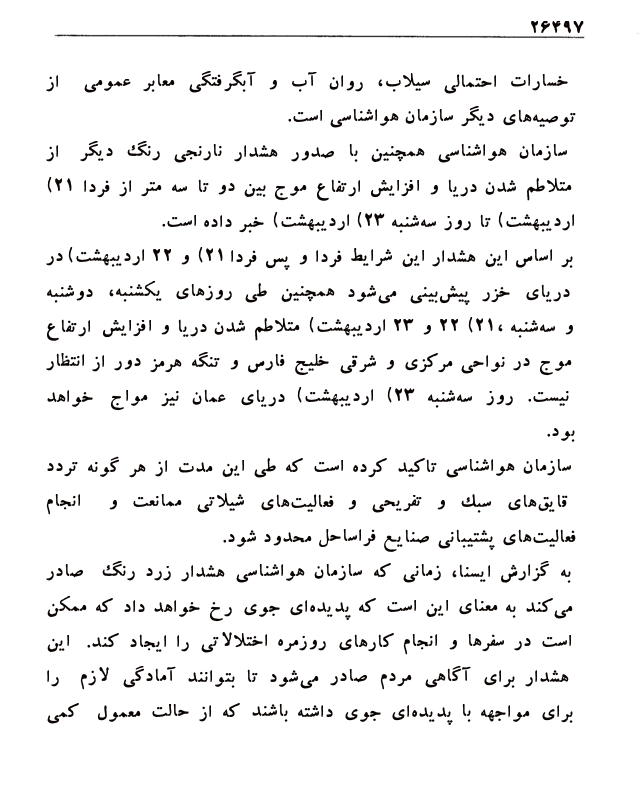 ۲۶۴۹۷
خسارات احتمالی سیلاب، روان آب و آبگرفتگی معابر عمومی از
توصیه‌های دیگر سازمان هواشناسی است.
سازمان هواشناسی همچنین با صدور هشدار نارنجی رنگ دیگر از
متلاطم شدن دریا و افزایش ارتفاع موج بین دو تا سه متر از فردا ۲۱)
اردیبهشت) تا روز سه‌شنبه ۲۳) اردیبهشت) خبر داده است.
بر اساس این هشدار این شرایط فردا و پس فردا ۲۱) و ۲۲ اردیبهشت) در
دریای خزر پیش‌بینی می‌شود همچنین طی روزهای یکشنبه، دوشنبه
و سه‌شنبه ،۲۱) ۲۲ و ۲۳ اردیبهشت) متلاطم شدن دریا و افزایش ارتفاع
موج در نواحی مرکزی و شرقی خلیج فارس و تنگه هرمز دور از انتظار
نیست. روز سه‌شنبه ۲۳) اردیبهشت) دریای عمان نیز مواج خواهد
بود.
سازمان هواشناسی تاکید کرده است که طی این مدت از هر گونه تردد
قایق‌های سبک و تفریحی و فعالیت‌های شیلاتی ممانعت و انجام
فعالیت‌های پشتیبانی صنایع فراساحل محدود شود.
به گزارش ایسنا، زمانی که سازمان هواشناسی هشدار زرد رنگ صادر
می‌کند به معنای این است که پدیده‌ای جوی رخ خواهد داد که ممکن
است در سفرها و انجام کارهای روزمره اختلالاتی را ایجاد کند. این
هشدار برای آگاهی مردم صادر می‌شود تا بتوانند آمادگی لازم را
برای مواجهه با پدیده‌ای جوی داشته باشند که از حالت معمول کمی